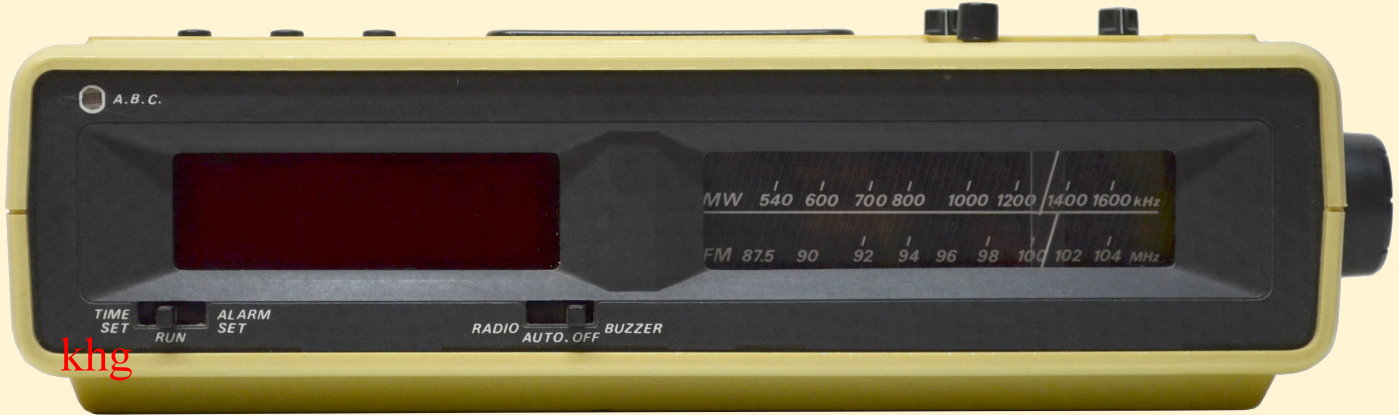 A.B.C.
MW 540 600 700 800 1000 1200 1400 1600 kHz
FM 87.5 90 92 94 96 98 100 102 104 MHz
TIME SET
RUN
ALARM SET
RADIO
AUTO. OFF
BUZZER
khg